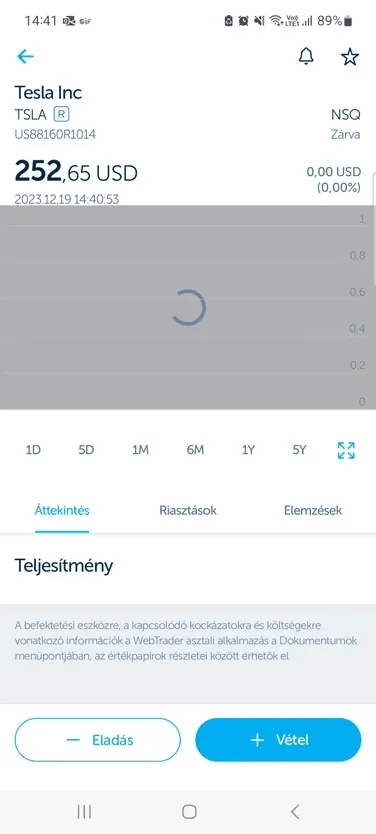 14:41 GIF Vo)) LTE1 89%
Tesla Inc
TSLA R NSQ
US88160R1014 Zárva
252,65 USD 0,00 USD
(0,00%)
2023.12.19 14:40:53
1
0,8
0,6
0,4
0,2
0
1D 5D 1M 6M 1Y 5Y
Áttekintés Riasztások Elemzések
Teljesítmény
A befektetési eszközre, a kapcsolódó kockázatokra és költségekre
vonatkozó információk a WebTrader asztali alkalmazás a Dokumentumok
menüpontjában, az értékpapírok részletei között érhetők el
Eladás Vétel